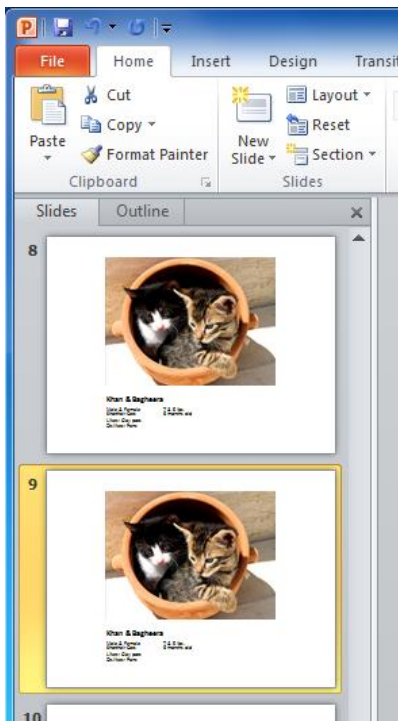 File Home Insert Design Transit
Cut
Copy
Paste
Format Painter
Clipboard
New
Slide
Layout
Reset
Section
Slides
Slides Outline
8
Khan & Bagheera
9
Khan & Bagheera
10